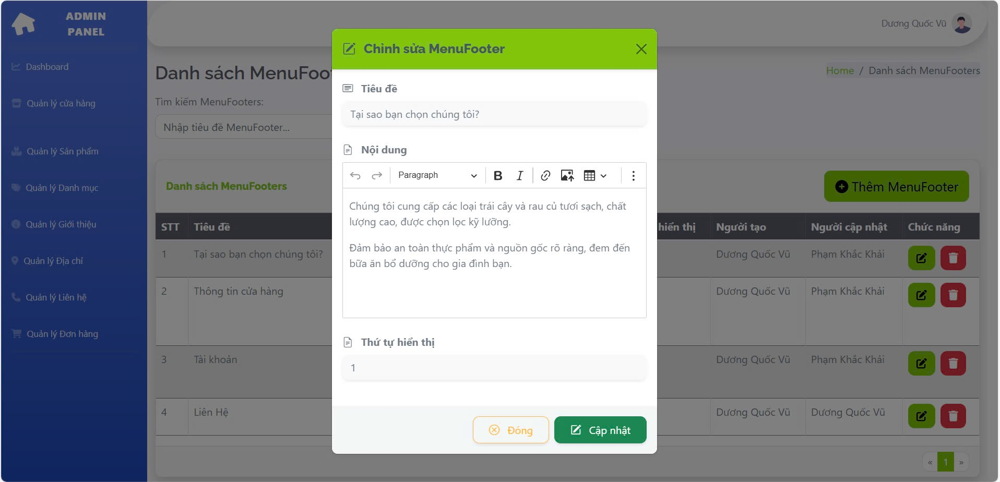 ADMIN
PANEL
Dashboard
Quản lý cửa hàng
Quản lý Sản phẩm
Quản lý Danh mục
Quản lý Giới thiệu
Quản lý Địa chỉ
Quản lý Liên hệ
Quản lý Đơn hàng
Dương Quốc Vũ
Danh sách MenuFoot
Home / Danh sách MenuFooters
Tìm kiếm MenuFooters:
Nhập tiêu đề MenuFooter...
Danh sách MenuFooters
Thêm MenuFooter
STT Tiêu đề hiển thị Người tạo Người cập nhật Chức năng
1 Tại sao bạn chọn chúng tôi? Dương Quốc Vũ Phạm Khắc Khải
2 Thông tin cửa hàng Dương Quốc Vũ Phạm Khắc Khải
3 Tài khoản Dương Quốc Vũ Phạm Khắc Khải
4 Liên Hệ Dương Quốc Vũ Dương Quốc Vũ
« 1 »
Chỉnh sửa MenuFooter
Tiêu đề
Tại sao bạn chọn chúng tôi?
Nội dung
Paragraph B I
Chúng tôi cung cấp các loại trái cây và rau củ tươi sạch, chất
lượng cao, được chọn lọc kỹ lưỡng.
Đảm bảo an toàn thực phẩm và nguồn gốc rõ ràng, đem đến
bữa ăn bổ dưỡng cho gia đình bạn.
Thứ tự hiển thị
1
Đóng
Cập nhật